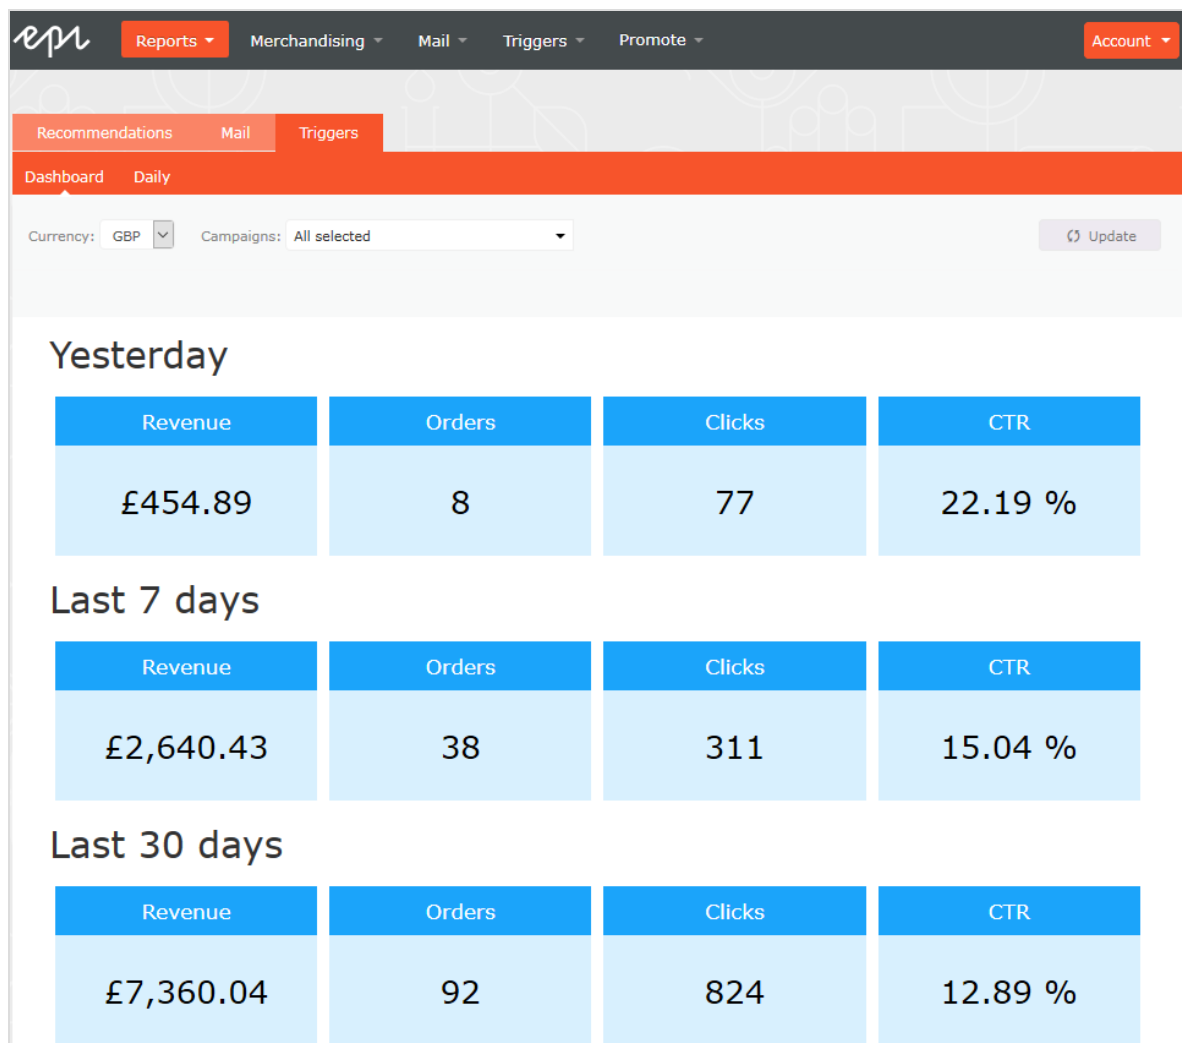 epi Reports Merchandising Mail Triggers Promote Account
Recommendations Mail Triggers
Dashboard Daily
Currency: GBP Campaigns: All selected Update
Yesterday
Revenue Orders Clicks CTR
£454.89 8 77 22.19 %
Last 7 days
Revenue Orders Clicks CTR
£2,640.43 38 311 15.04 %
Last 30 days
Revenue Orders Clicks CTR
£7,360.04 92 824 12.89 %